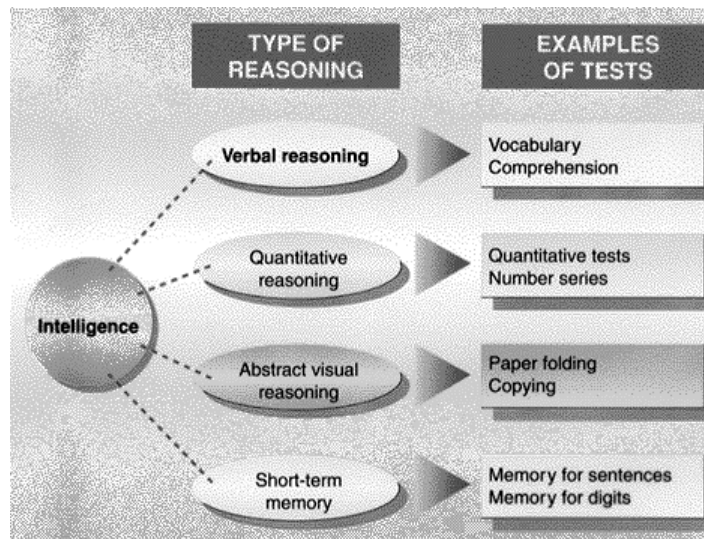 TYPE OF
REASONING
EXAMPLES
OF TESTS
Verbal reasoning
Vocabulary
Comprehension
Quantitative
reasoning
Quantitative tests
Number series
Intelligence
Abstract visual
reasoning
Paper folding
Copying
Short-term
memory
Memory for sentences
Memory for digits